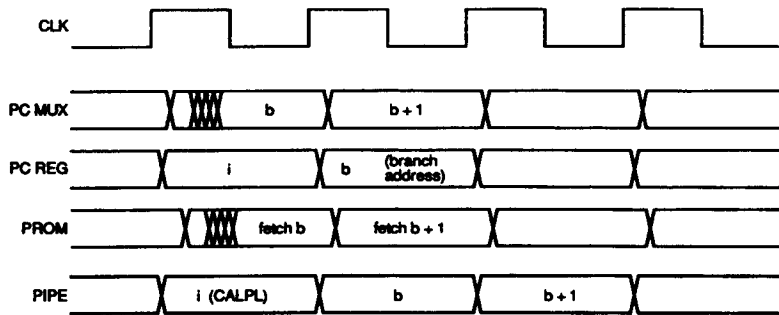 CLK
PC MUX b b + 1
PC REG i b (branch address)
PROM fetch b fetch b + 1
PIPE i (CALPL) b b + 1